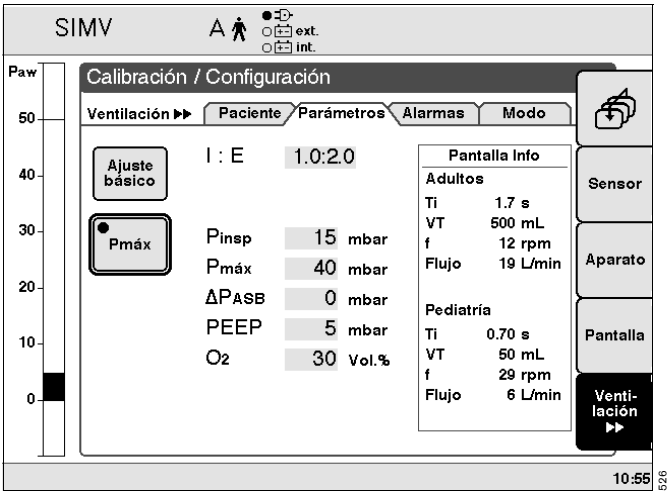 SIMV
A
ext.
int.
Paw
50
40
30
20
10
0
Calibración / Configuración
Ventilación ▶▶ Paciente Parámetros Alarmas Modo
Ajuste
básico
Pmáx
I : E 1.0:2.0
Pinsp 15 mbar
Pmáx 40 mbar
ΔPASB 0 mbar
PEEP 5 mbar
O2 30 Vol.%
Pantalla Info
Adultos
Ti 1.7 s
VT 500 mL
f 12 rpm
Flujo 19 L/min
Pediatría
Ti 0.70 s
VT 50 mL
f 29 rpm
Flujo 6 L/min
Sensor
Aparato
Pantalla
Venti-
lación
▶▶
10:55
526